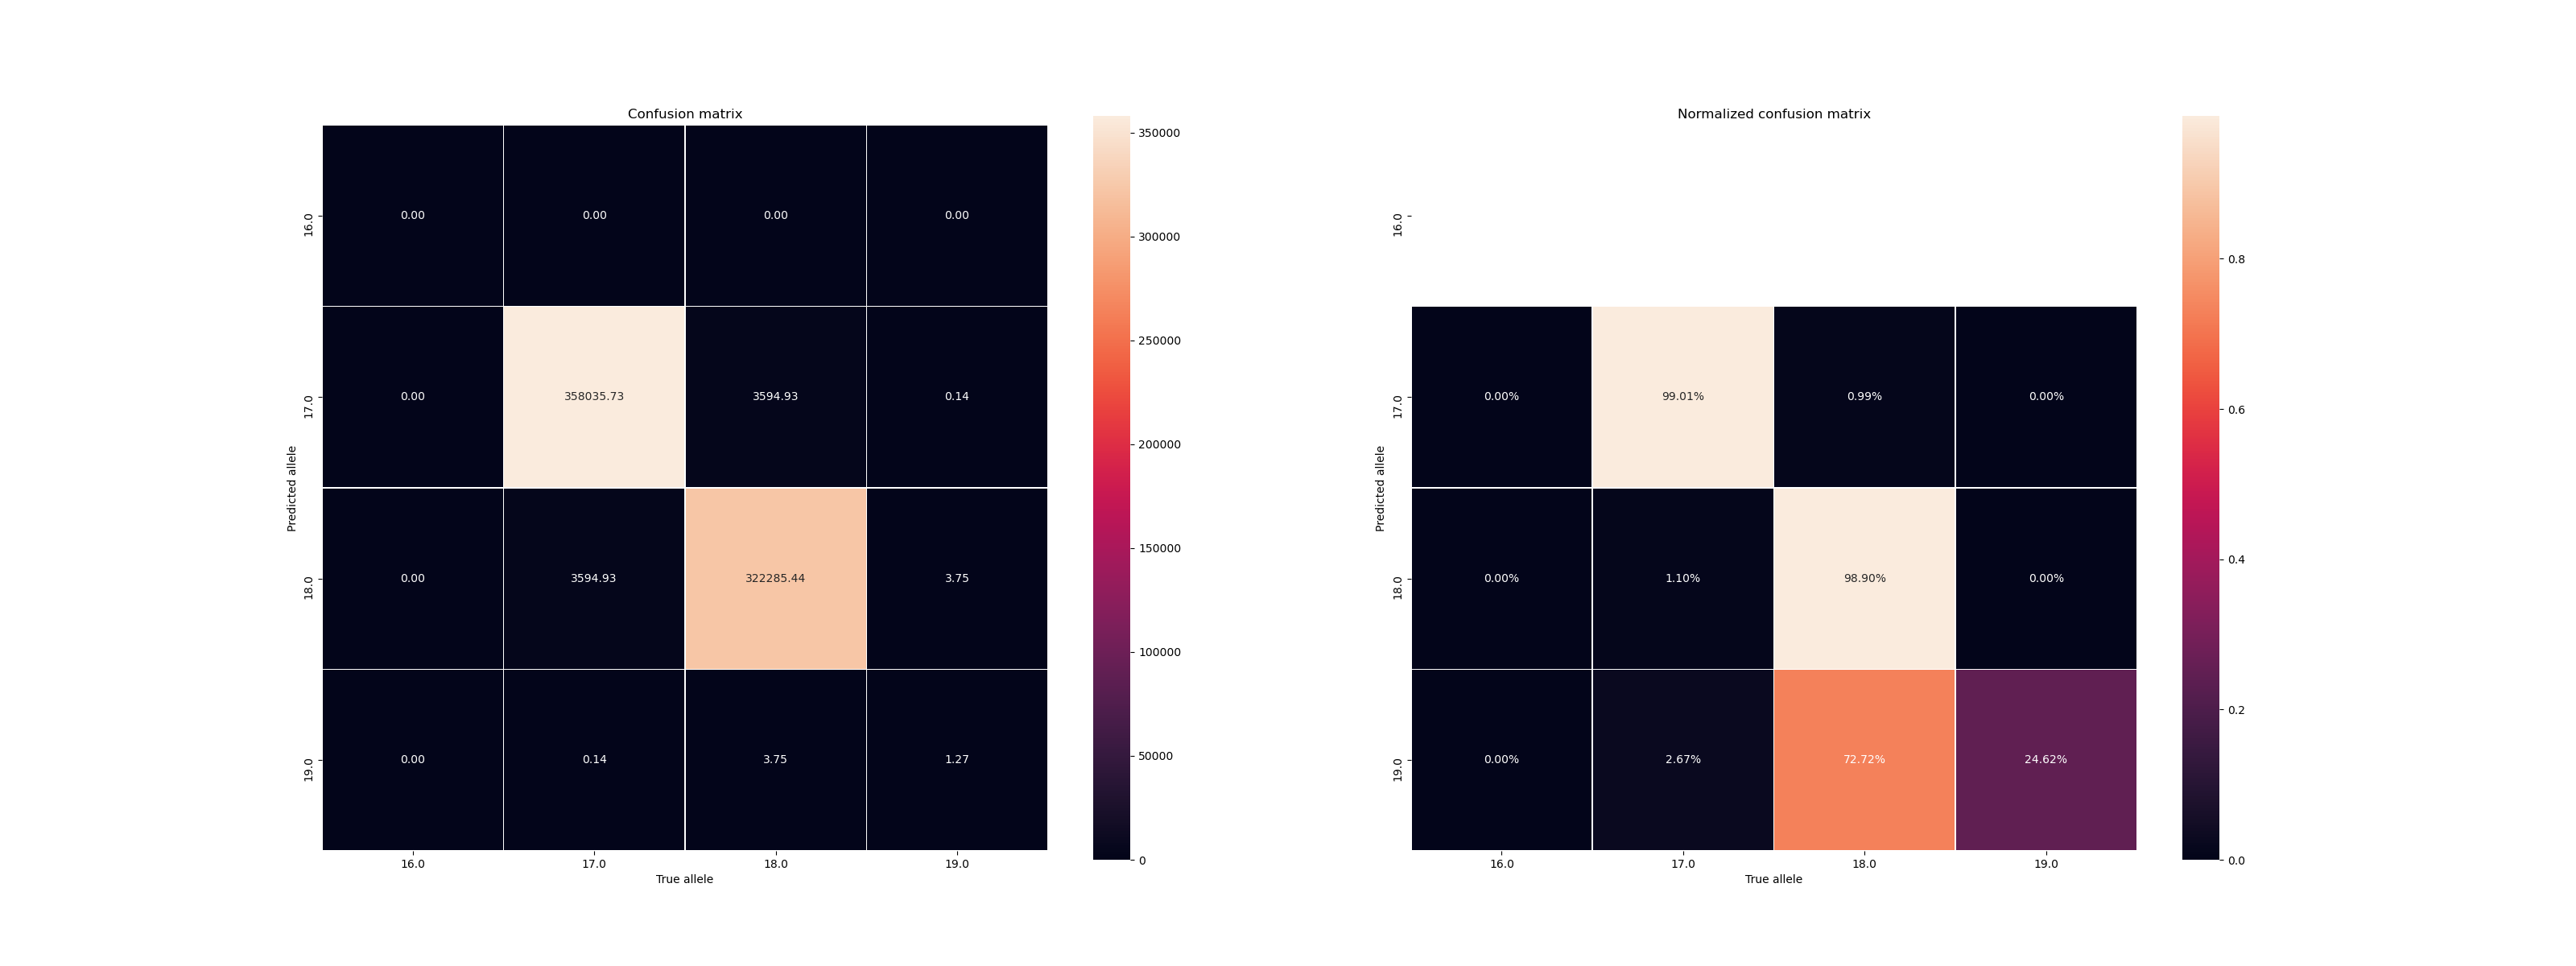 Confusion matrix
16.0 0.00 0.00 0.00 0.00
17.0 0.00 358035.73 3594.93 0.14
18.0 0.00 3594.93 322285.44 3.75
19.0 0.00 0.14 3.75 1.27
16.0 17.0 18.0 19.0
Predicted allele
True allele
350000
300000
250000
200000
150000
100000
50000
0
Normalized confusion matrix
16.0
17.0 0.00% 99.01% 0.99% 0.00%
18.0 0.00% 1.10% 98.90% 0.00%
19.0 0.00% 2.67% 72.72% 24.62%
16.0 17.0 18.0 19.0
Predicted allele
True allele
0.8
0.6
0.4
0.2
0.0